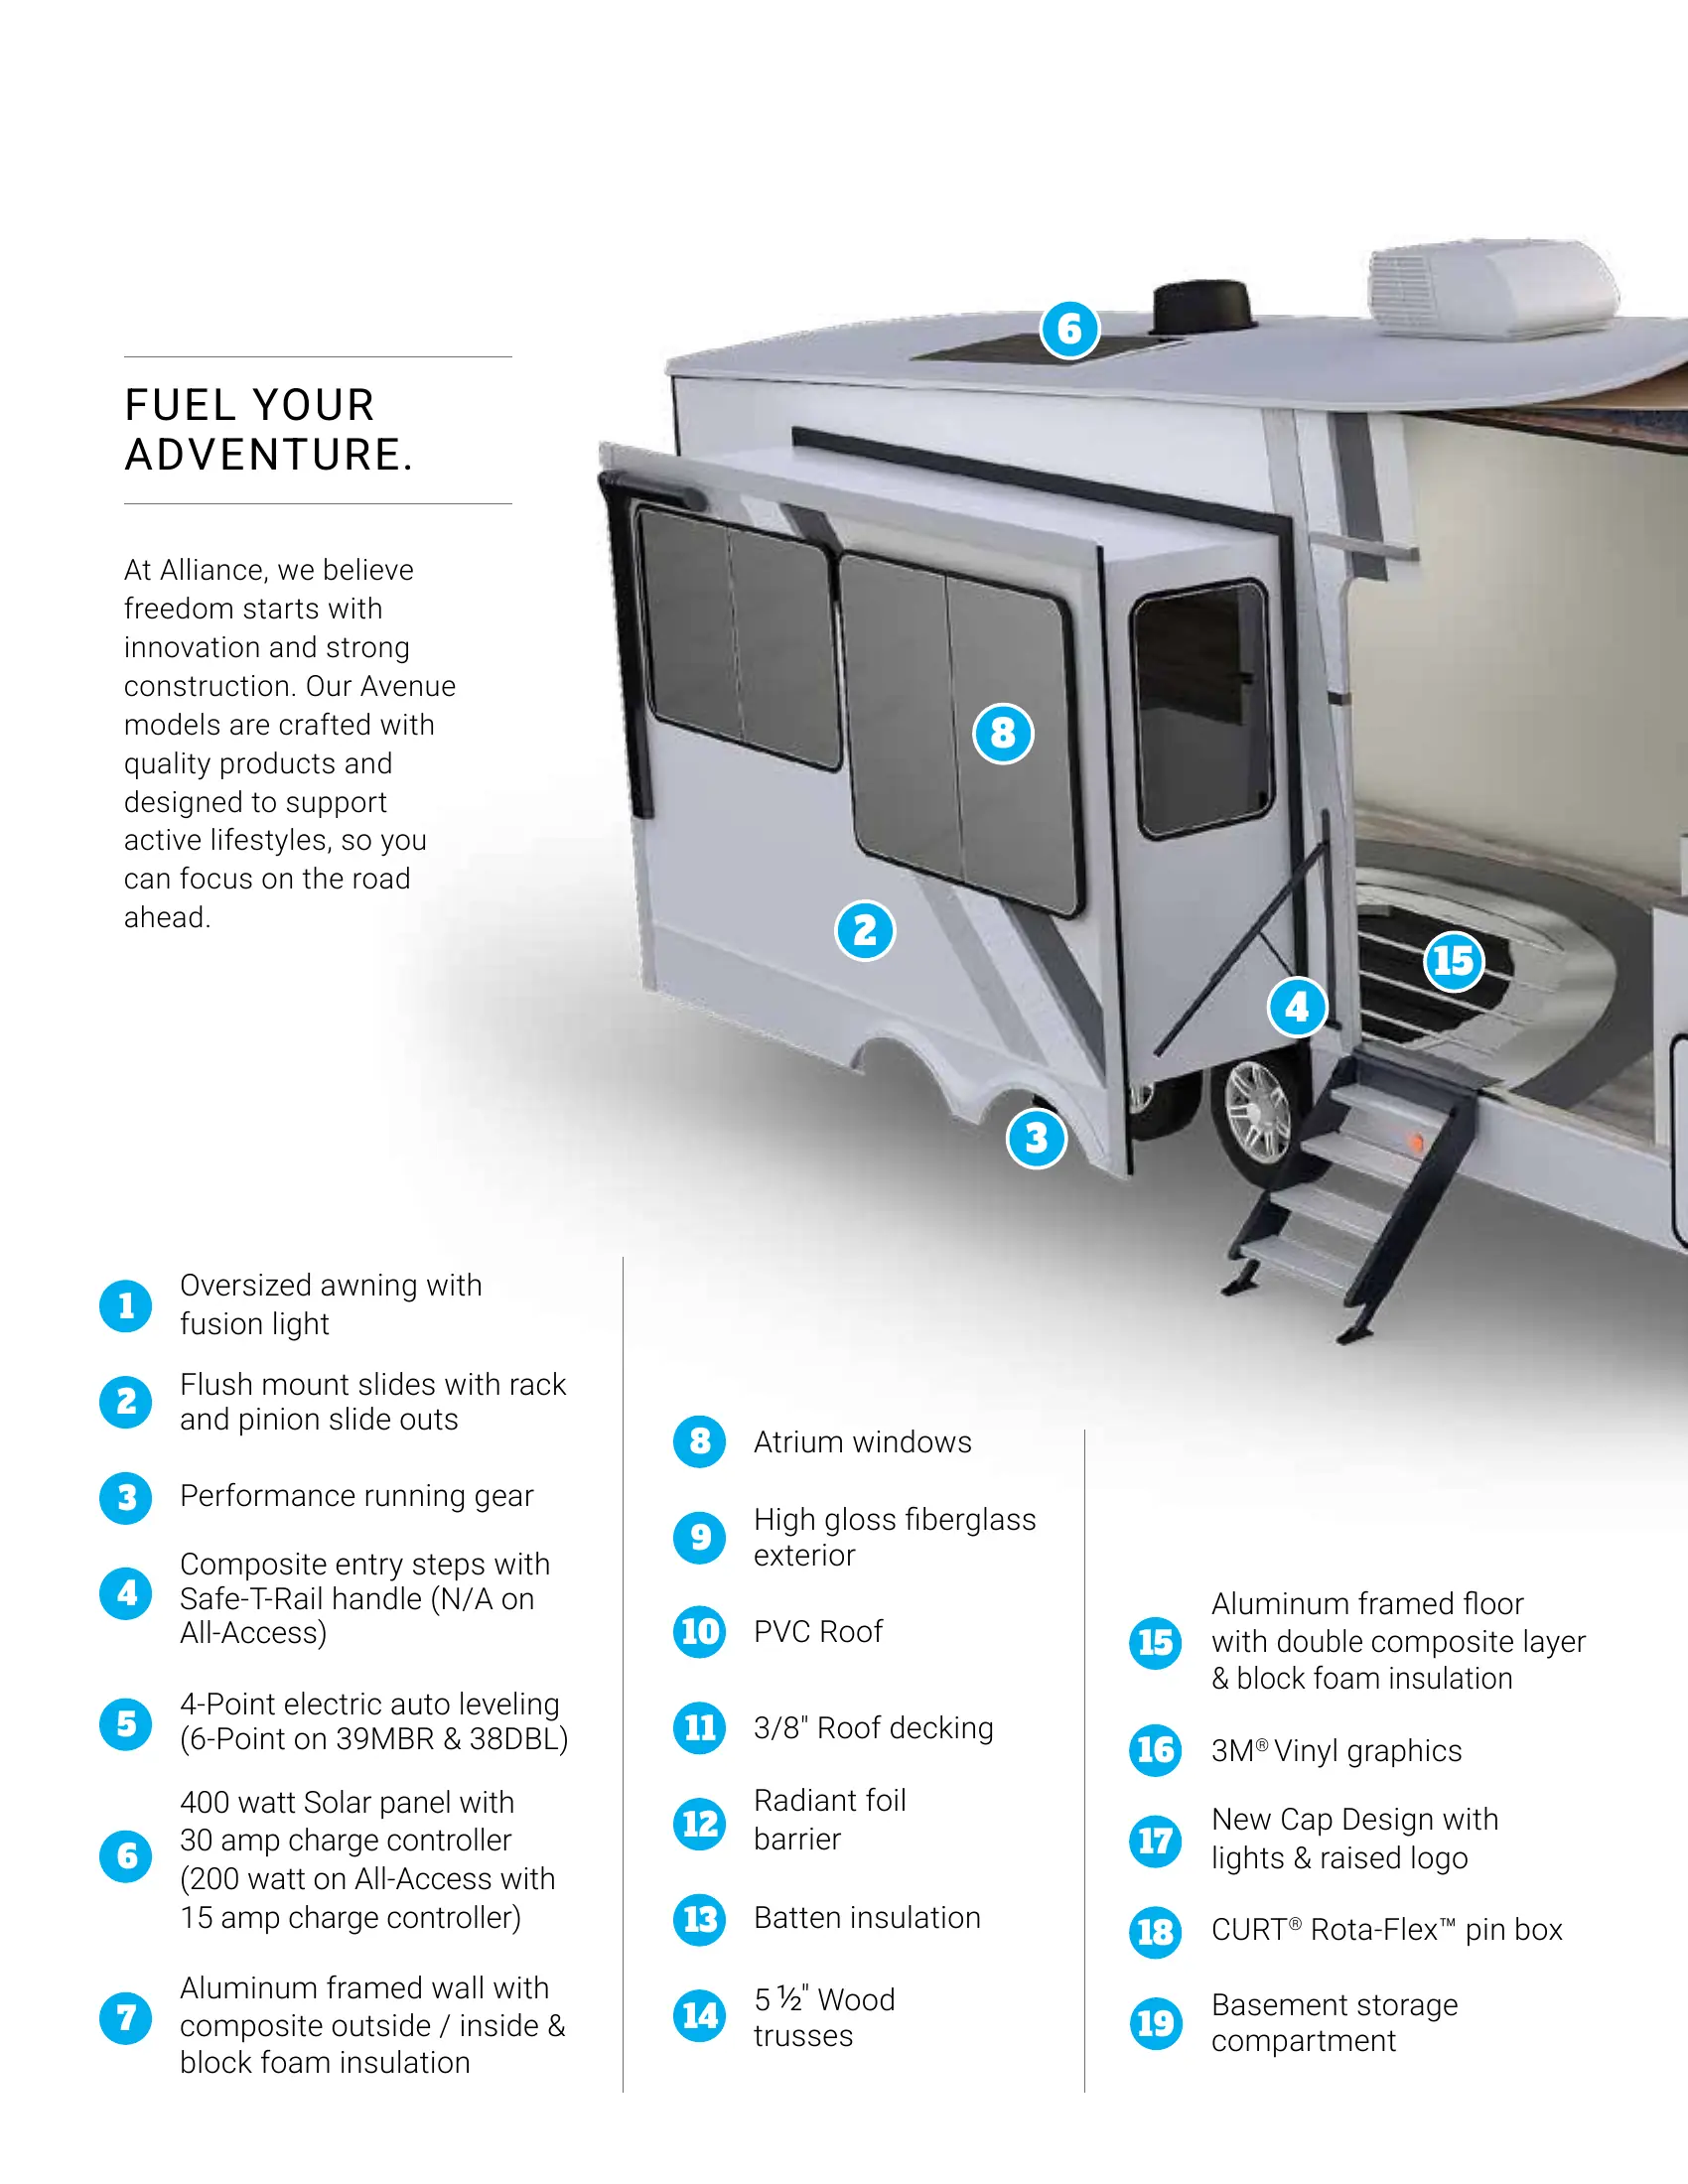 FUEL YOUR
ADVENTURE.
At Alliance, we believe
freedom starts with
innovation and strong
construction. Our Avenue
models are crafted with
quality products and
designed to support
active lifestyles, so you
can focus on the road
ahead.
6
8
2
15
4
3
1 Oversized awning with
fusion light
2 Flush mount slides with rack
and pinion slide outs
3 Performance running gear
4 Composite entry steps with
Safe-T-Rail handle (N/A on
All-Access)
5 4-Point electric auto leveling
(6-Point on 39MBR & 38DBL)
6 400 watt Solar panel with
30 amp charge controller
(200 watt on All-Access with
15 amp charge controller)
7 Aluminum framed wall with
composite outside / inside &
block foam insulation
8 Atrium windows
9 High gloss fiberglass
exterior
10 PVC Roof
11 3/8" Roof decking
12 Radiant foil
barrier
13 Batten insulation
14 5 ½" Wood
trusses
15 Aluminum framed floor
with double composite layer
& block foam insulation
16 3M® Vinyl graphics
17 New Cap Design with
lights & raised logo
18 CURT® Rota-Flex™ pin box
19 Basement storage
compartment